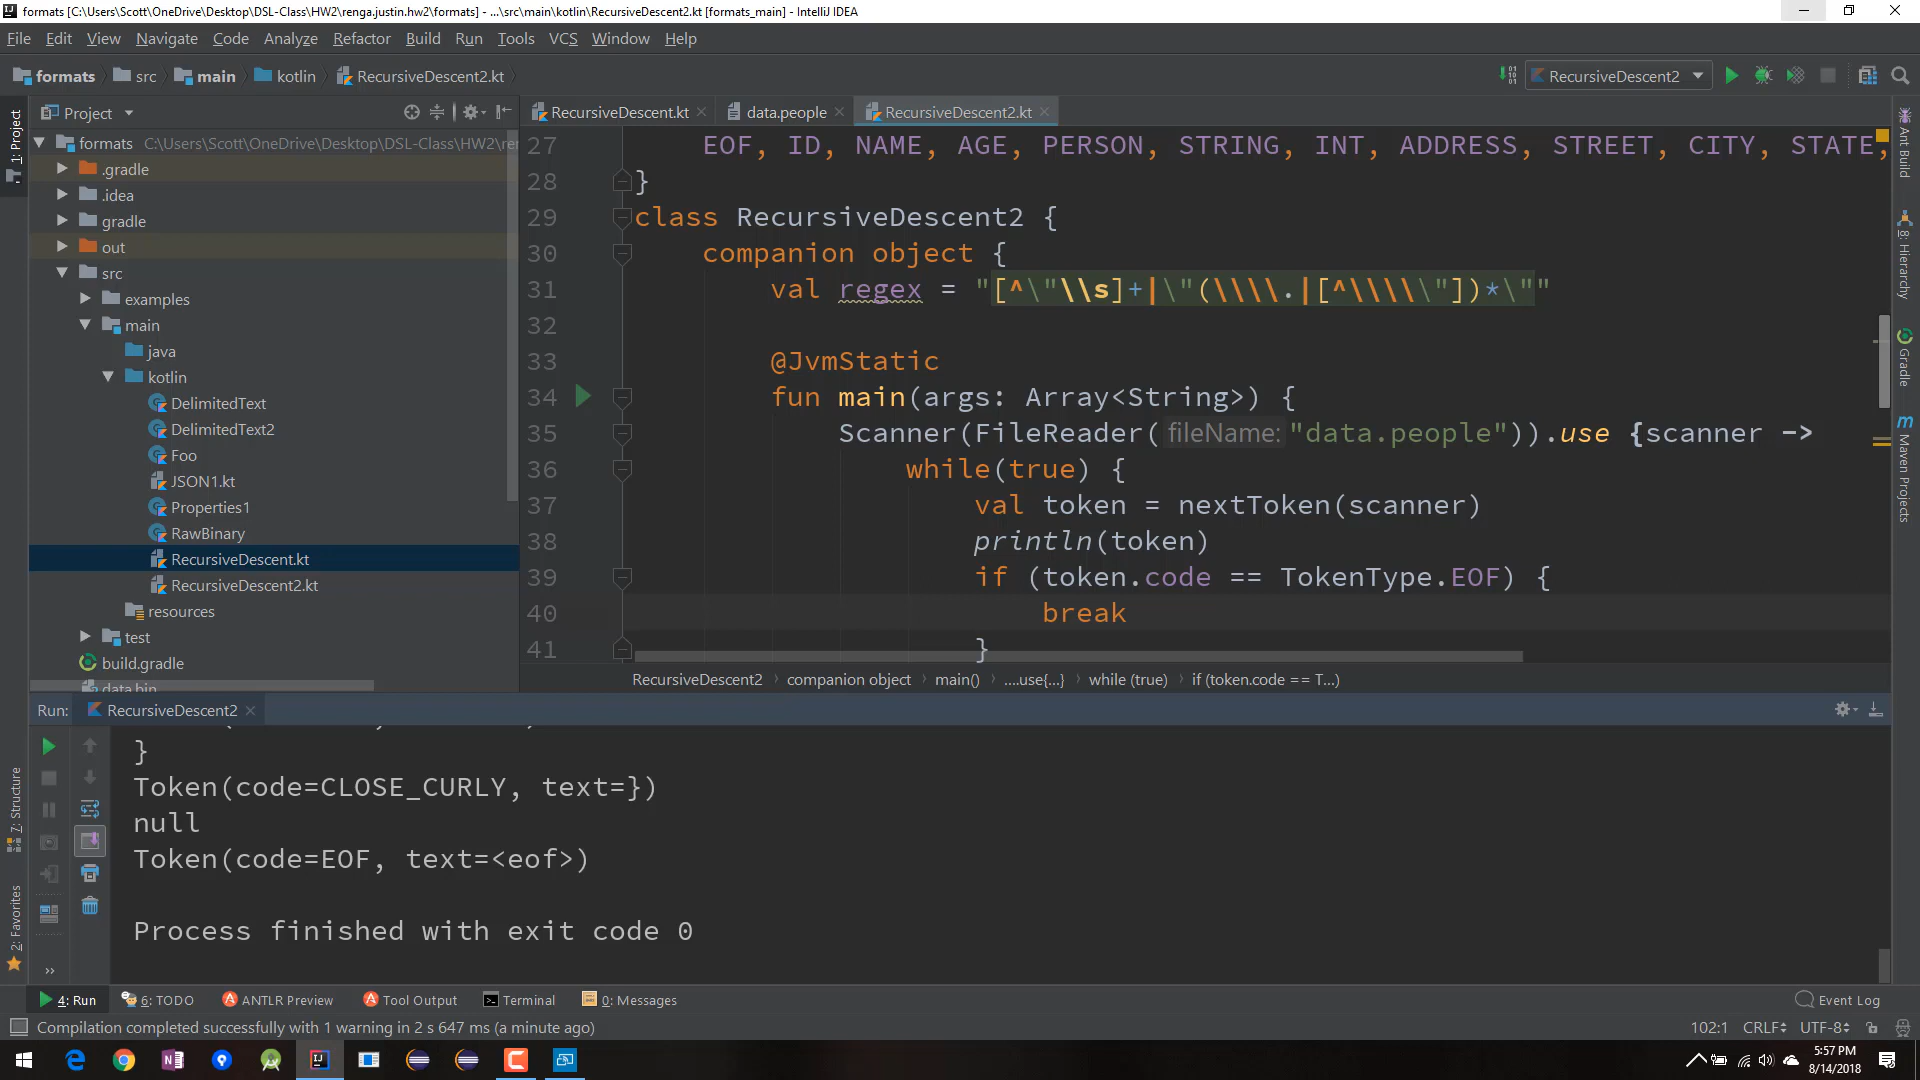 formats [C:\Users\Scott\OneDrive\Desktop\DSL-Class\HW2\renga.justin.hw2\formats] - ...\src\main\kotlin\RecursiveDescent2.kt [formats_main] - IntelliJ IDEA
File Edit View Navigate Code Analyze Refactor Build Run Tools VCS Window Help
formats src main kotlin RecursiveDescent2.kt RecursiveDescent2
Project RecursiveDescent.kt data.people RecursiveDescent2.kt
1: Project
formats C:\Users\Scott\OneDrive\Desktop\DSL-Class\HW2\ren
.gradle
.idea
gradle
out
src
examples
main
java
kotlin
DelimitedText
DelimitedText2
Foo
JSON1.kt
Properties1
RawBinary
RecursiveDescent.kt
RecursiveDescent2.kt
resources
test
build.gradle
data.bin
27 EOF, ID, NAME, AGE, PERSON, STRING, INT, ADDRESS, STREET, CITY, STATE,
28 }
29 class RecursiveDescent2 {
30 companion object {
31 val regex = "[^\"\\s]+|\"(\\\\.|[^\\\\\"])*\""
32
33 @JvmStatic
34 fun main(args: Array<String>) {
35 Scanner(FileReader( fileName: "data.people")).use {scanner ->
36 while(true) {
37 val token = nextToken(scanner)
38 println(token)
39 if (token.code == TokenType.EOF) {
40 break
41 }
RecursiveDescent2 companion object main() ....use{...} while (true) if (token.code == T...)
Ant Build
8: Hierarchy
Gradle
Maven Projects
Run: RecursiveDescent2
}
Token(code=CLOSE_CURLY, text=})
null
Token(code=EOF, text=<eof>)
Process finished with exit code 0
7: Structure
2: Favorites
4: Run 6: TODO ANTLR Preview Tool Output Terminal 0: Messages Event Log
Compilation completed successfully with 1 warning in 2 s 647 ms (a minute ago) 102:1 CRLF UTF-8
5:57 PM
8/14/2018